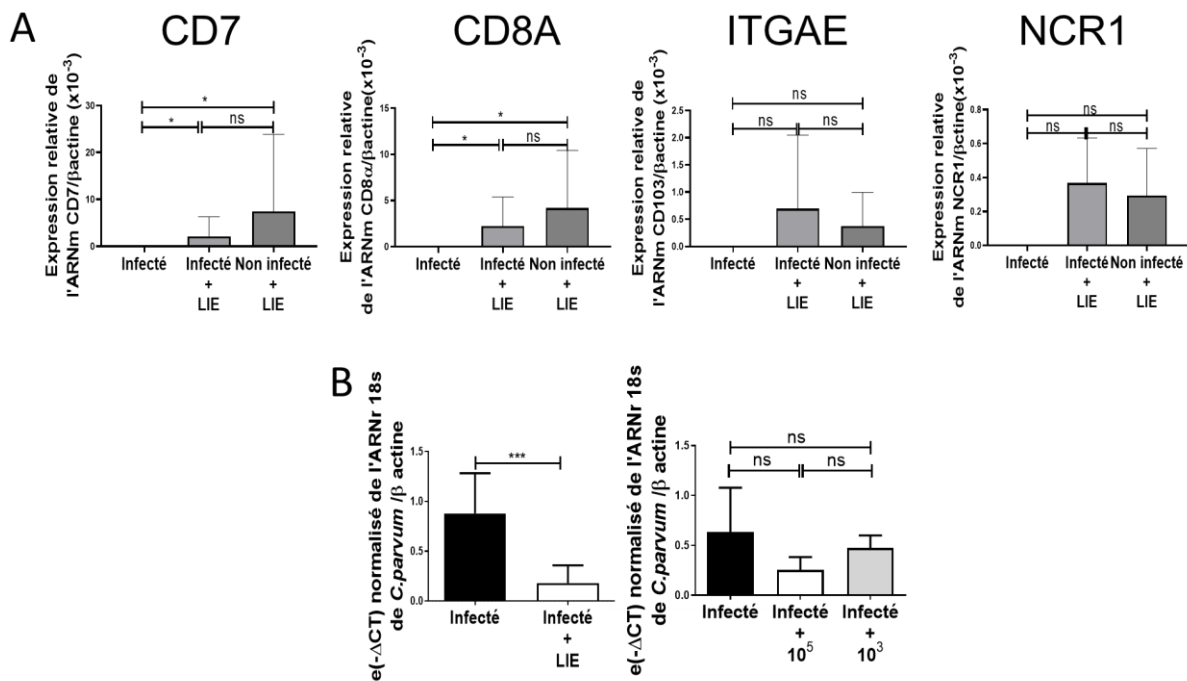 A
CD7
CD8A
ITGAE
NCR1
Expression relative de
l'ARNm CD7/βactine (x10⁻³)
30
20
10
0
*
*
ns
Infecté
Infecté
+
LIE
Non infecté
+
LIE
Expression relative
de l'ARNm CD8α/βactine(x10⁻³)
15
10
5
0
*
*
ns
Infecté
Infecté
+
LIE
Non infecté
+
LIE
Expression relative de
l'ARNm CD103/βactine (x10⁻³)
2.5
2.0
1.5
1.0
0.5
0.0
ns
ns
ns
Infecté
Infecté
+
LIE
Non infecté
+
LIE
Expression relative
de l'ARNm NCR1/βctine(x10⁻³)
0.8
0.6
0.4
0.2
0.0
ns
ns
ns
Infecté
Infecté
+
LIE
Non infecté
+
LIE
B
e(-ΔCT) normalisé de l'ARNr 18s
de C.parvum /β actine
1.5
1.0
0.5
0.0
***
Infecté
Infecté
+
LIE
e(-ΔCT) normalisé de l'ARNr 18s
de C.parvum /β actine
1.5
1.0
0.5
0.0
ns
ns
ns
Infecté
Infecté
+
10⁵
Infecté
+
10³